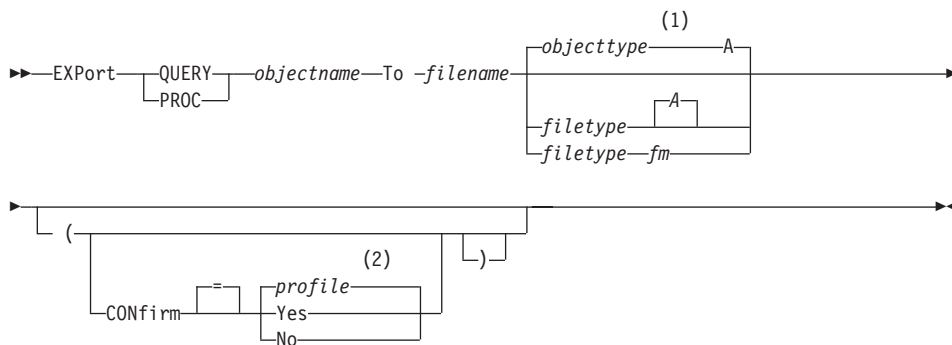 (1)
objecttype A
EXPort QUERY objectname To filename
PROC
A
filetype
filetype fm
(
)
(2)
= profile
CONfirm Yes
No